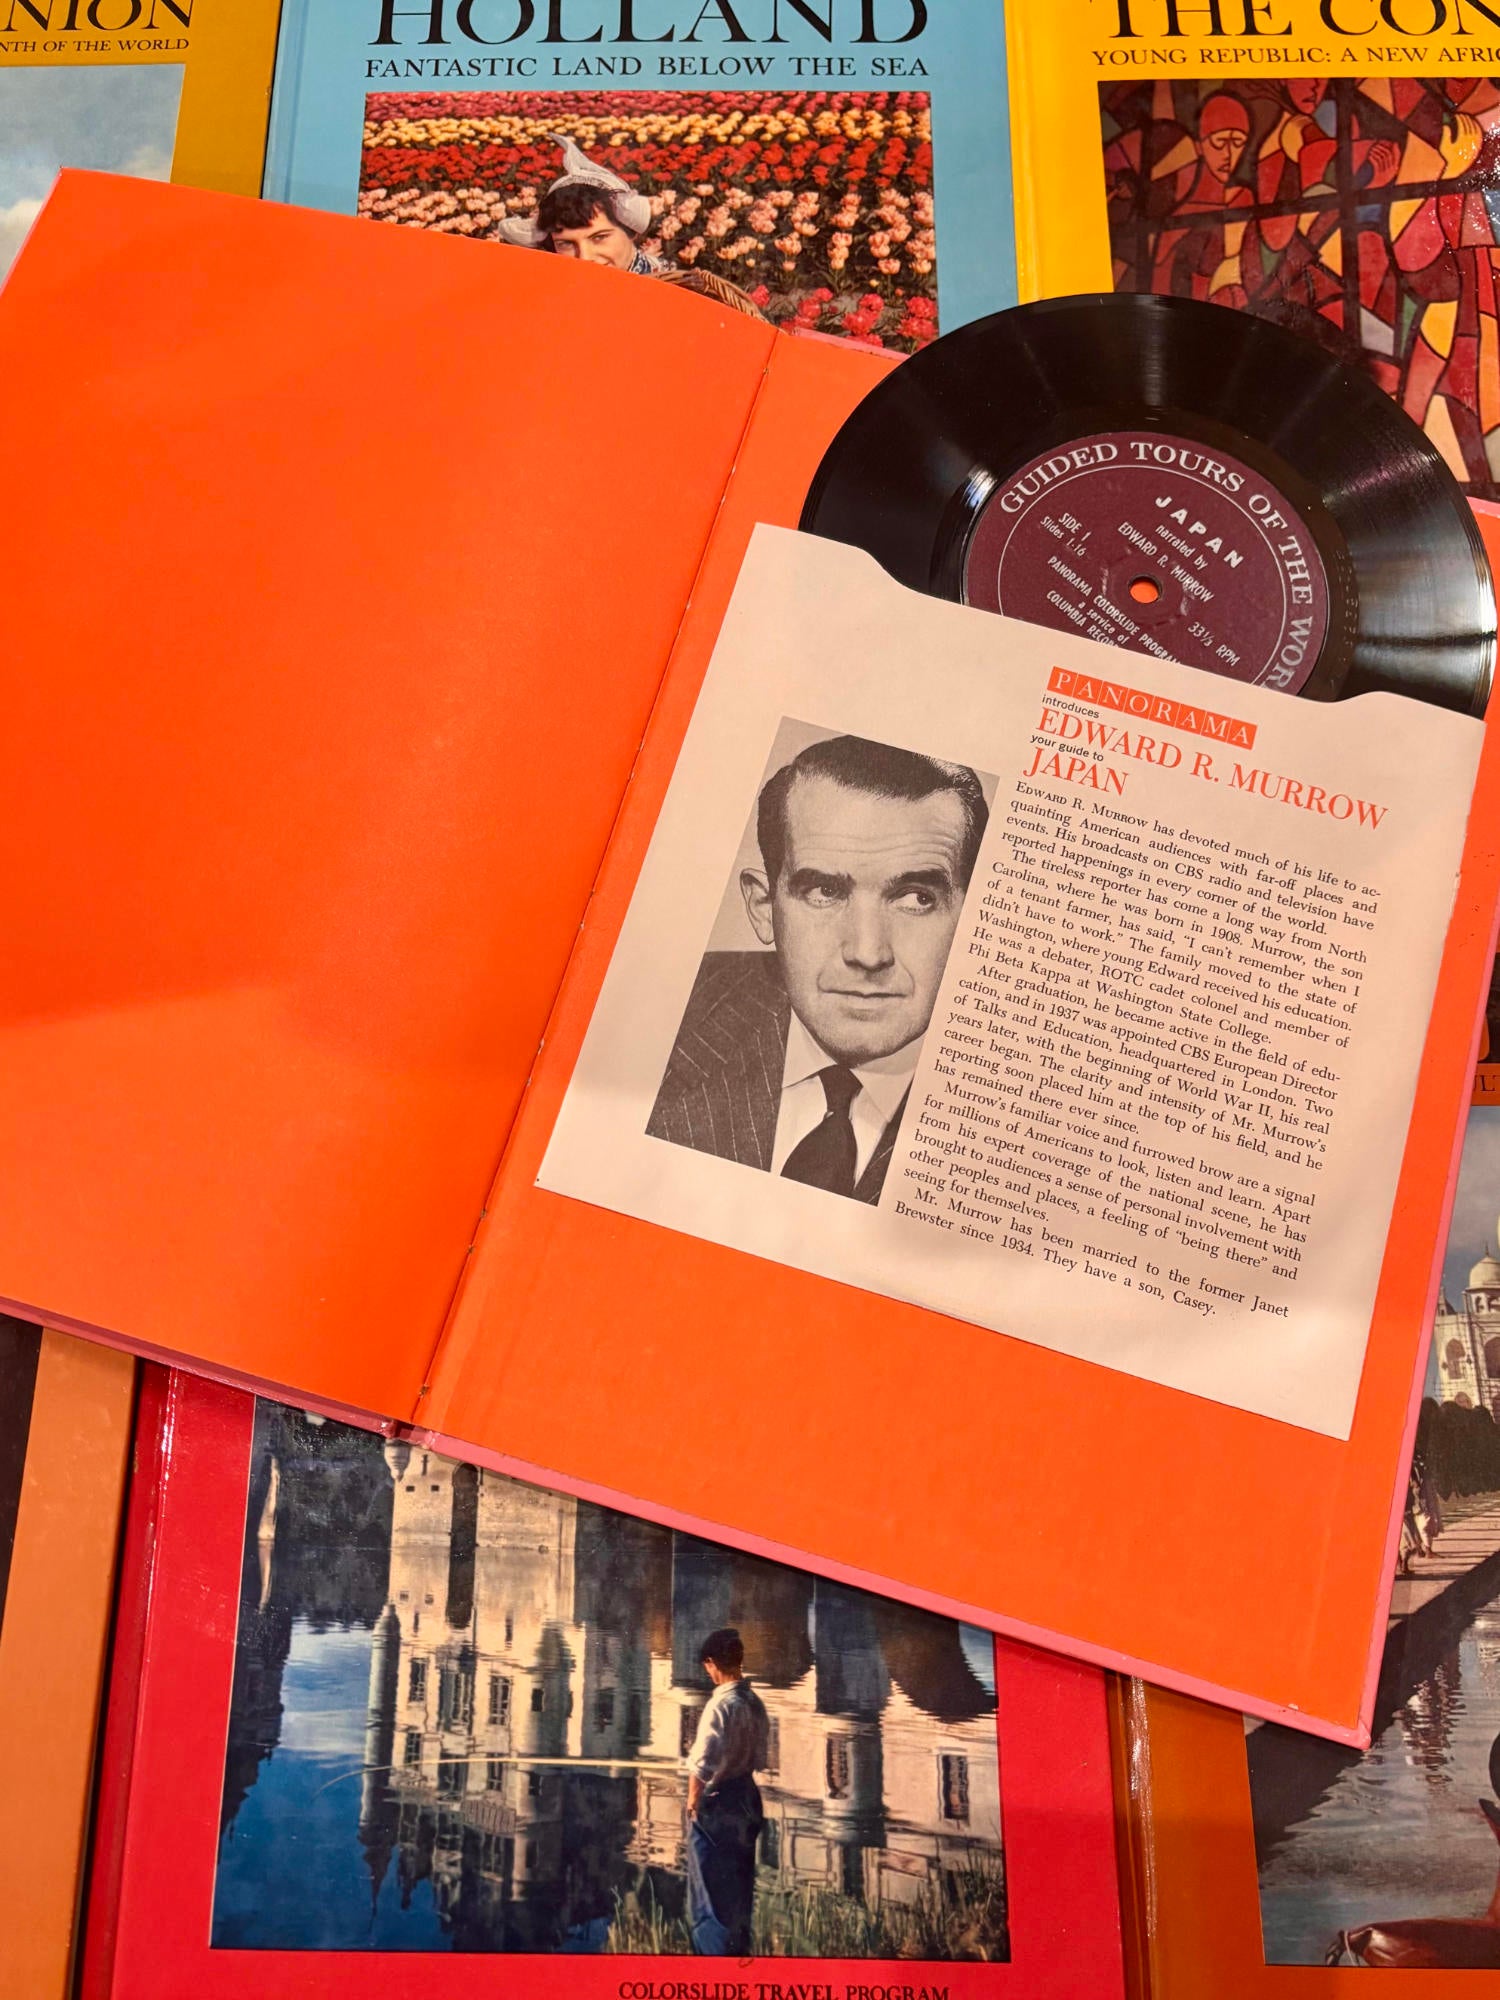 NION
NTH OF THE WORLD
HOLLAND
FANTASTIC LAND BELOW THE SEA
THE CON
YOUNG REPUBLIC: A NEW AFRIC
GUIDED TOURS OF THE WOR
JAPAN
narrated by
EDWARD R. MURROW
SIDE 1
Slides 1-16
33⅓ RPM
PANORAMA COLORSLIDE PROGRAM
a service of
COLUMBIA RECOR
PANORAMA
introduces
EDWARD R. MURROW
your guide to
JAPAN
EDWARD R. MURROW has devoted much of his life to ac-
quainting American audiences with far-off places and
events. His broadcasts on CBS radio and television have
reported happenings in every corner of the world.
The tireless reporter has come a long way from North
Carolina, where he was born in 1908. Murrow, the son
of a tenant farmer, has said, "I can't remember when I
didn't have to work." The family moved to the state of
Washington, where young Edward received his education.
He was a debater, ROTC cadet colonel and member of
Phi Beta Kappa at Washington State College.
After graduation, he became active in the field of edu-
cation, and in 1937 was appointed CBS European Director
of Talks and Education, headquartered in London. Two
years later, with the beginning of World War II, his real
career began. The clarity and intensity of Mr. Murrow's
reporting soon placed him at the top of his field, and he
has remained there ever since.
Murrow's familiar voice and furrowed brow are a signal
for millions of Americans to look, listen and learn. Apart
from his expert coverage of the national scene, he has
brought to audiences a sense of personal involvement with
other peoples and places, a feeling of "being there" and
seeing for themselves.
Mr. Murrow has been married to the former Janet
Brewster since 1934. They have a son, Casey.
ULT
COLORSLIDE TRAVEL PROGRAM